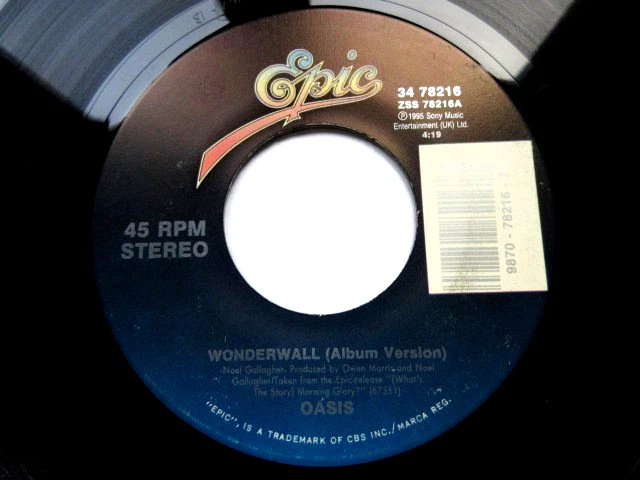 Epic
34 78216
ZSS 78216A
Ⓟ 1995 Sony Music
Entertainment (UK) Ltd.
4:19
45 RPM
STEREO
9870 - 78216 - 7
WONDERWALL (Album Version)
-Noel Gallagher- Produced by Owen Morris and Noel
Gallagher/Taken from the Epic release "(What's
The Story) Morning Glory?" (67351)
OASIS
"EPIC", IS A TRADEMARK OF CBS INC./MARCA REG.